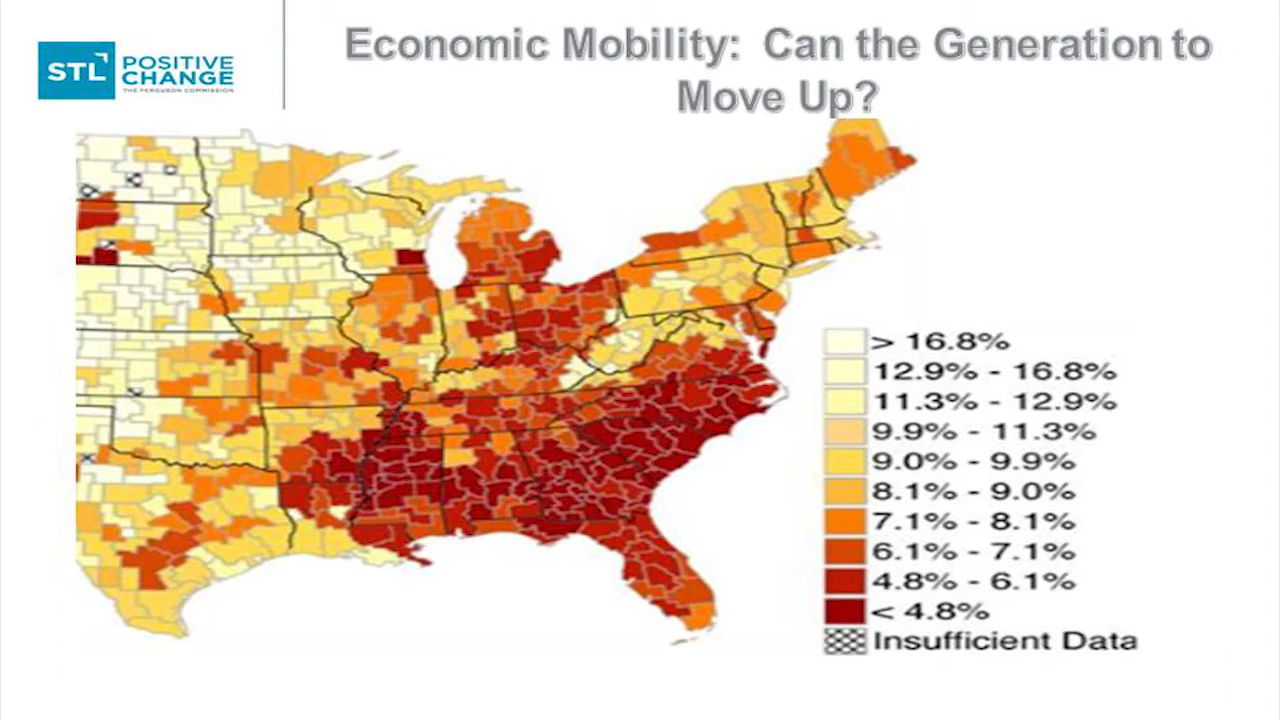 Economic Mobility: Can the Generation to
Move Up?
STL
POSITIVE
CHANGE
THE FERGUSON COMMISSION
> 16.8%
12.9% - 16.8%
11.3% - 12.9%
9.9% - 11.3%
9.0% - 9.9%
8.1% - 9.0%
7.1% - 8.1%
6.1% - 7.1%
4.8% - 6.1%
< 4.8%
Insufficient Data